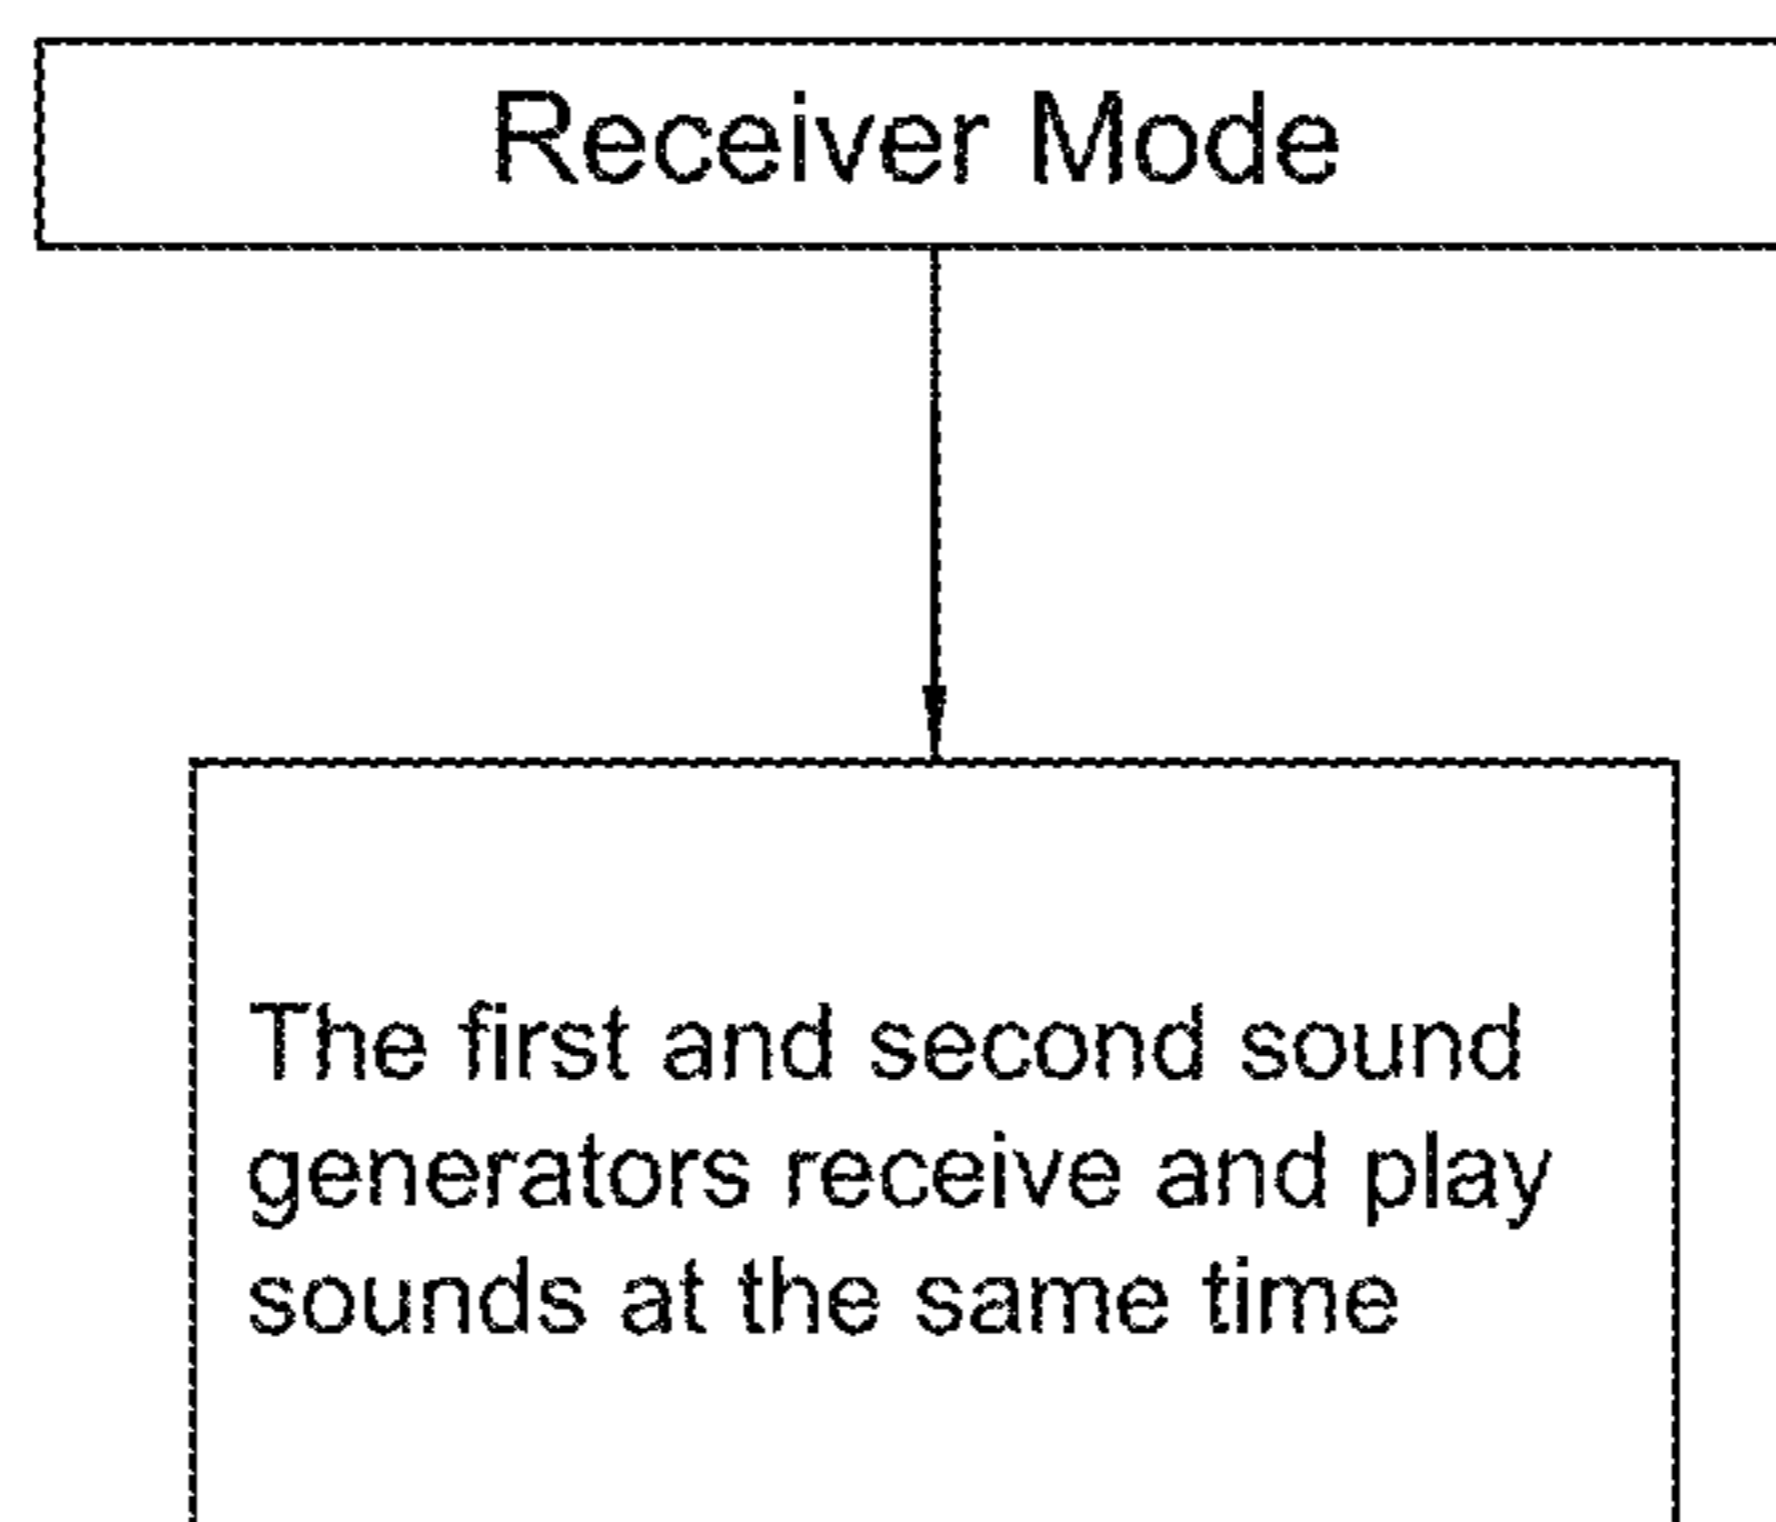 Receiver Mode
The first and second sound
generators receive and play
sounds at the same time